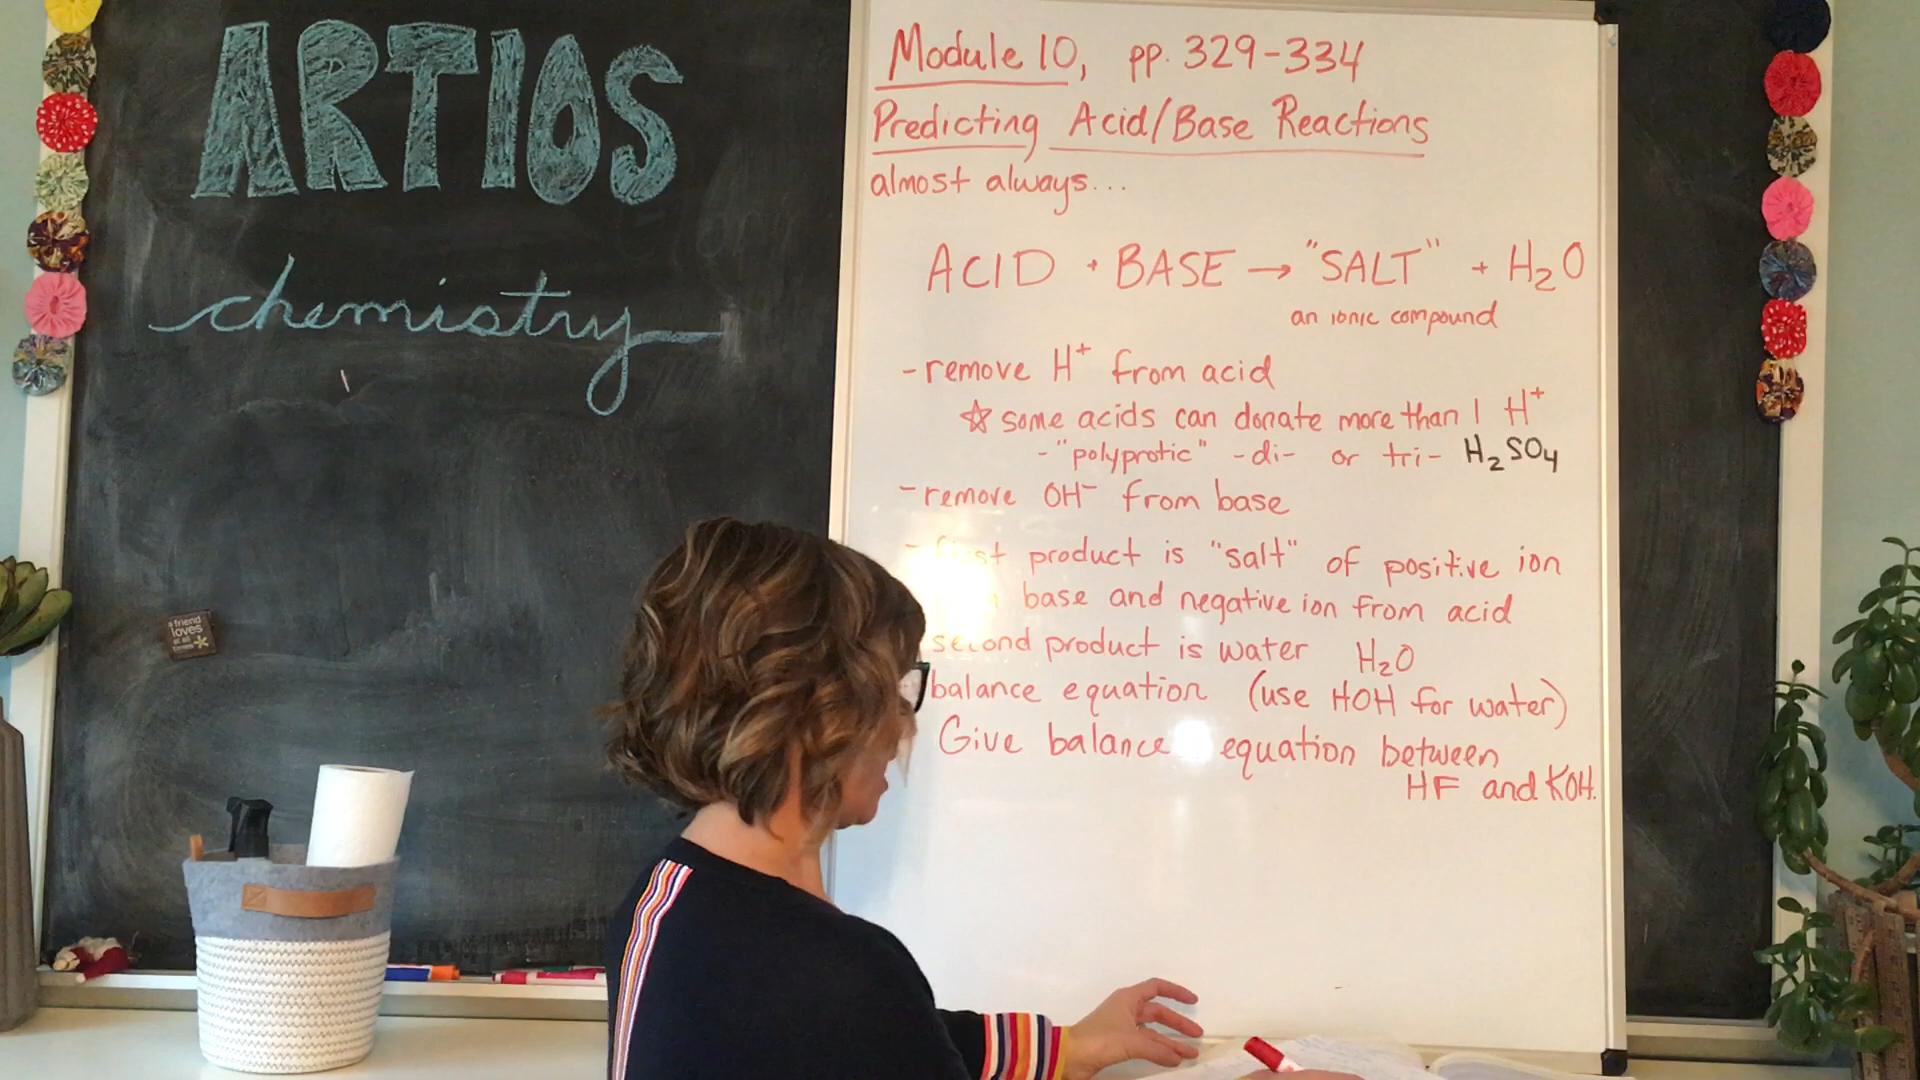 ARTIOS
chemistry
a friend
loves
at all
times
Module 10, pp. 329-334
Predicting Acid/Base Reactions
almost always...
ACID + BASE → "SALT" + H₂O
an ionic compound
- remove H⁺ from acid
☆ some acids can donate more than 1 H⁺
- "polyprotic" -di- or tri- H₂SO₄
- remove OH⁻ from base
- first product is "salt" of positive ion
base and negative ion from acid
second product is water H₂O
balance equation (use HOH for water)
Give balance equation between
HF and KOH.